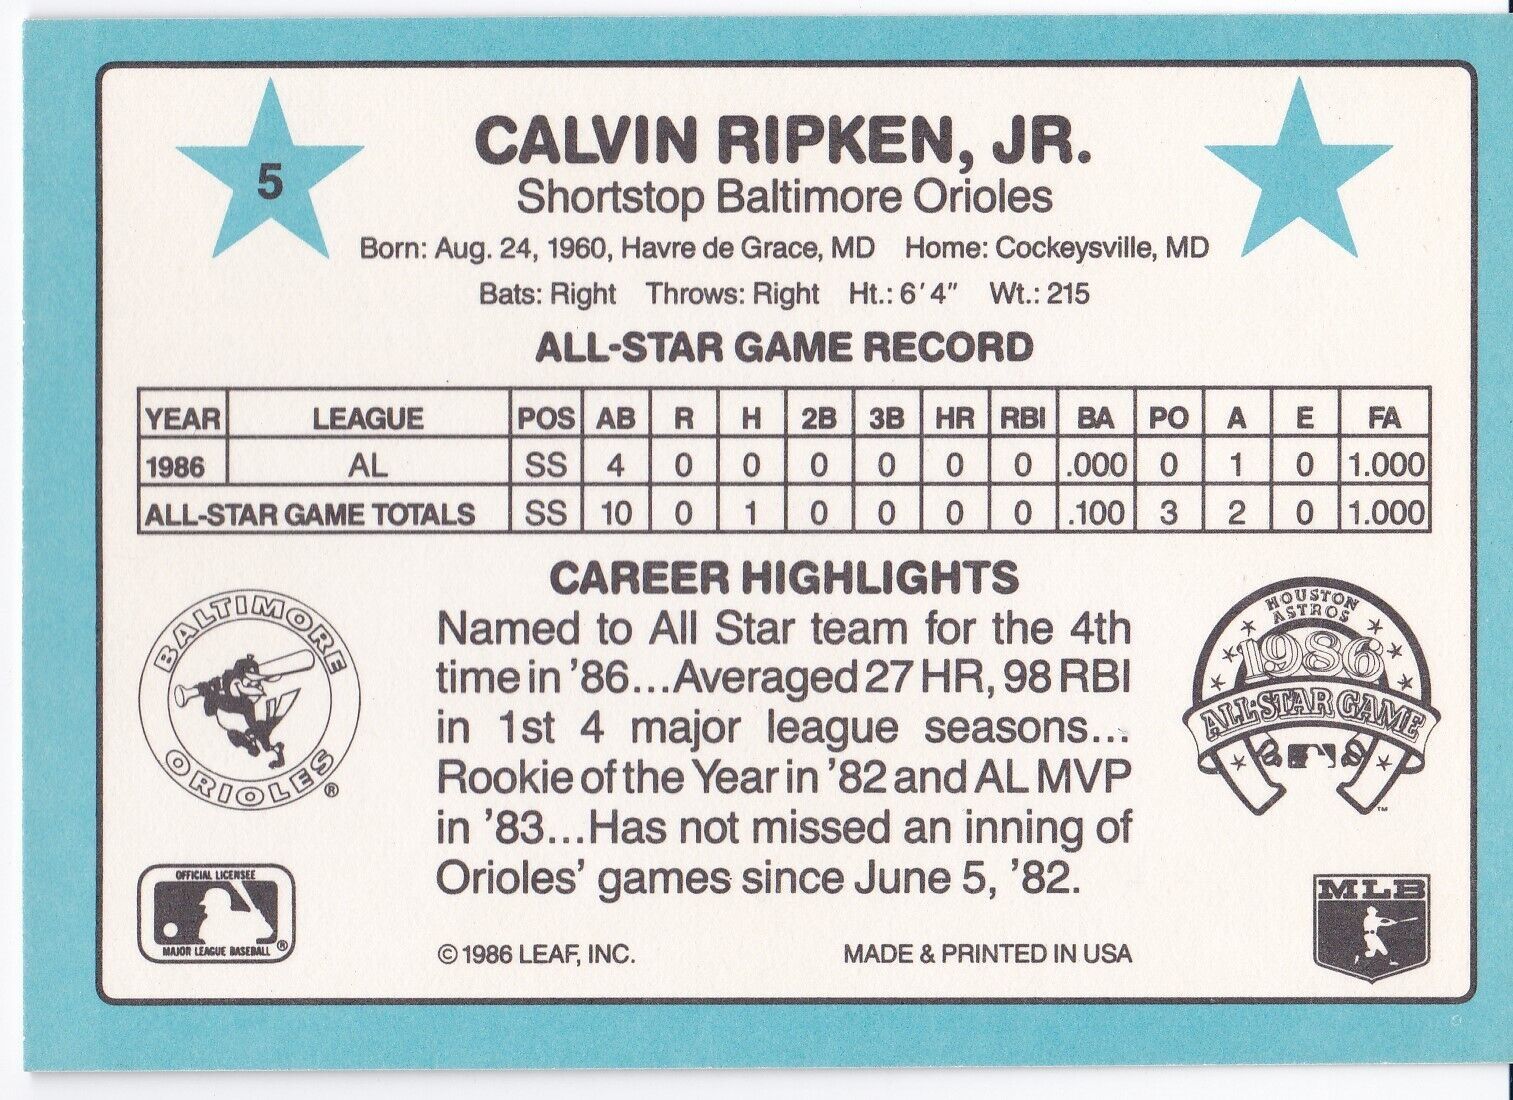 5
CALVIN RIPKEN, JR.
Shortstop Baltimore Orioles
Born: Aug. 24, 1960, Havre de Grace, MD Home: Cockeysville, MD
Bats: Right Throws: Right Ht.: 6'4" Wt.: 215
ALL-STAR GAME RECORD
YEAR LEAGUE POS AB R H 2B 3B HR RBI BA PO A E FA
1986 AL SS 4 0 0 0 0 0 0 .000 0 1 0 1.000
ALL-STAR GAME TOTALS SS 10 0 1 0 0 0 0 .100 3 2 0 1.000
CAREER HIGHLIGHTS
Named to All Star team for the 4th
time in '86...Averaged 27 HR, 98 RBI
in 1st 4 major league seasons...
Rookie of the Year in '82 and AL MVP
in '83...Has not missed an inning of
Orioles' games since June 5, '82.
BALTIMORE
ORIOLES ®
HOUSTON
ASTROS
1986
ALL-STAR GAME
™
OFFICIAL LICENSEE
MAJOR LEAGUE BASEBALL ®
© 1986 LEAF, INC. MADE & PRINTED IN USA
MLB